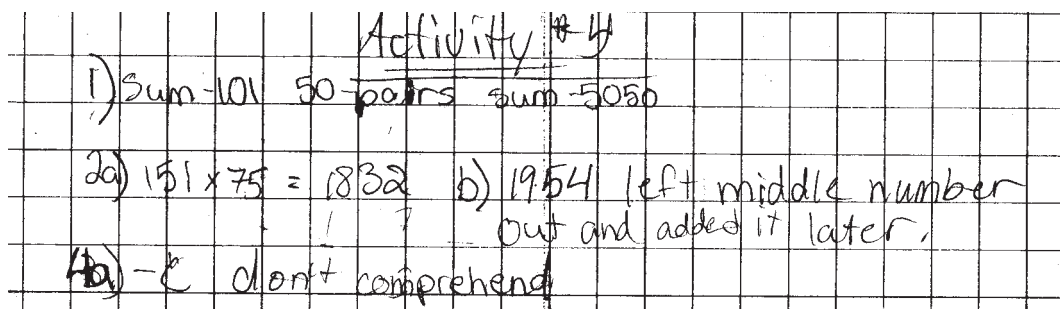 Activity #4
1) Sum-101 50-pairs sum-5050
2a) 151 x 75 = 1832 b) 1954 left middle number
out and added it later.
4a) - c don't comprehend